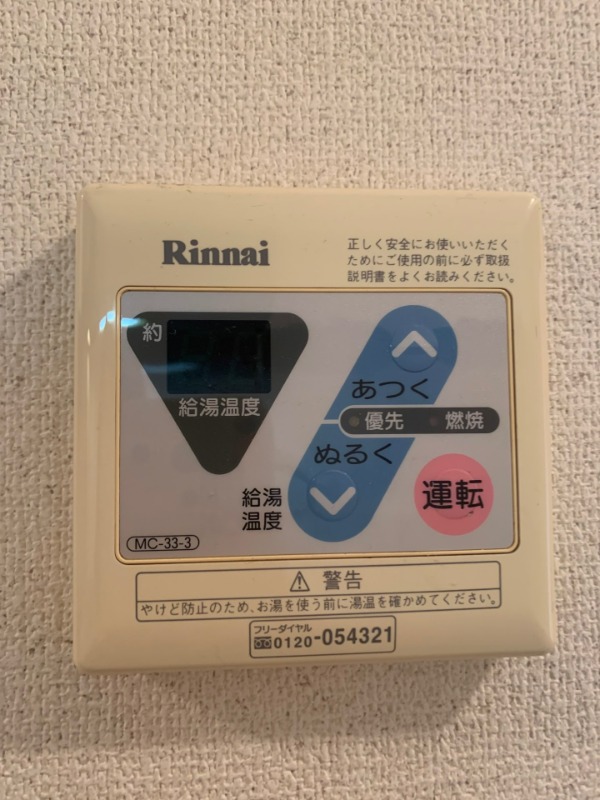 Rinnai
正しく安全にお使いいただく
ためにご使用の前に必ず取扱
説明書をよくお読みください。
約
給湯温度
あつく
優先 燃焼
ぬるく
給湯
温度
運転
MC-33-3
⚠ 警告
やけど防止のため、お湯を使う前に湯温を確かめてください。
フリーダイヤル
0120-054321